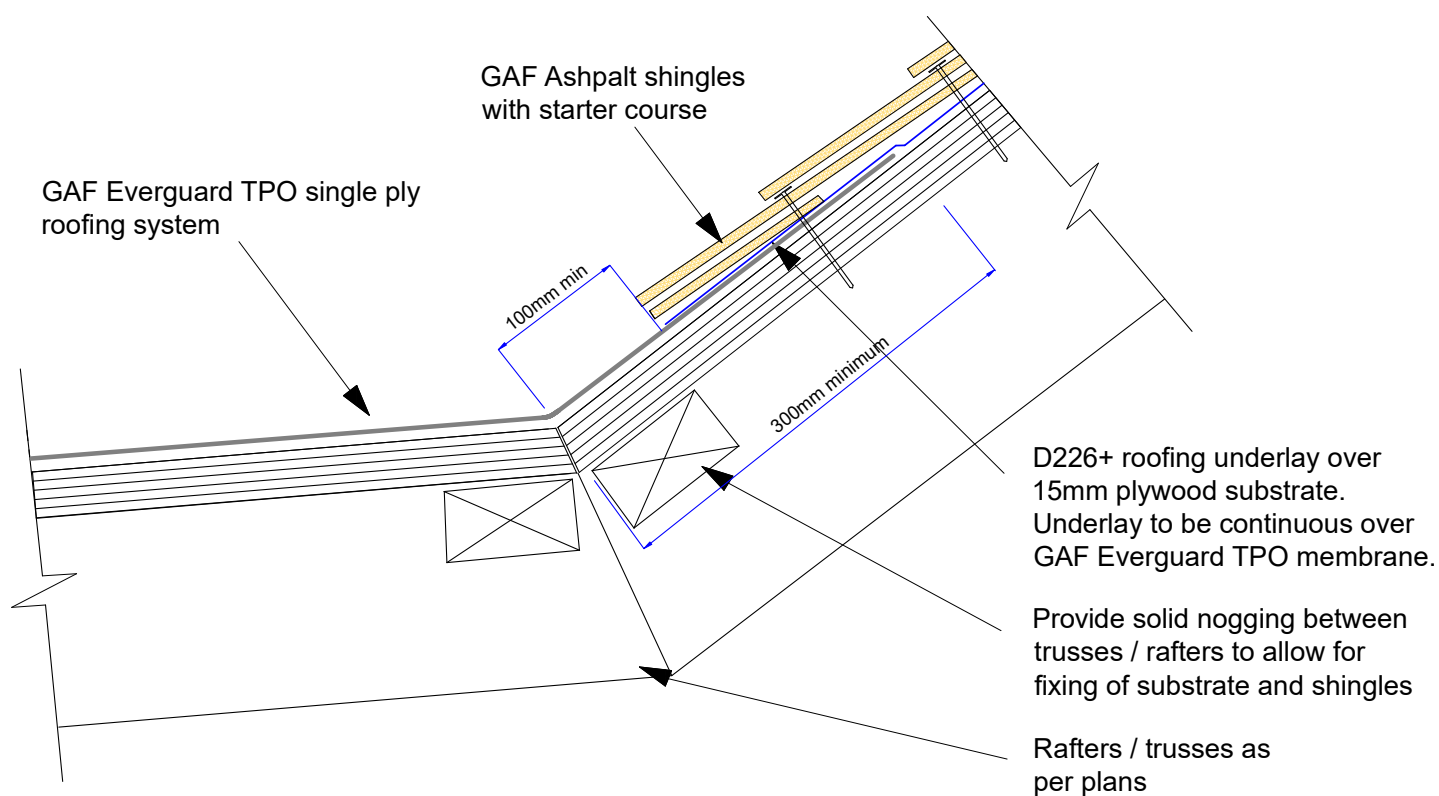 GAF Ashpalt shingles
with starter course
GAF Everguard TPO single ply
roofing system
100mm min
300mm minimum
D226+ roofing underlay over
15mm plywood substrate.
Underlay to be continuous over
GAF Everguard TPO membrane.
Provide solid nogging between
trusses / rafters to allow for
fixing of substrate and shingles
Rafters / trusses as
per plans